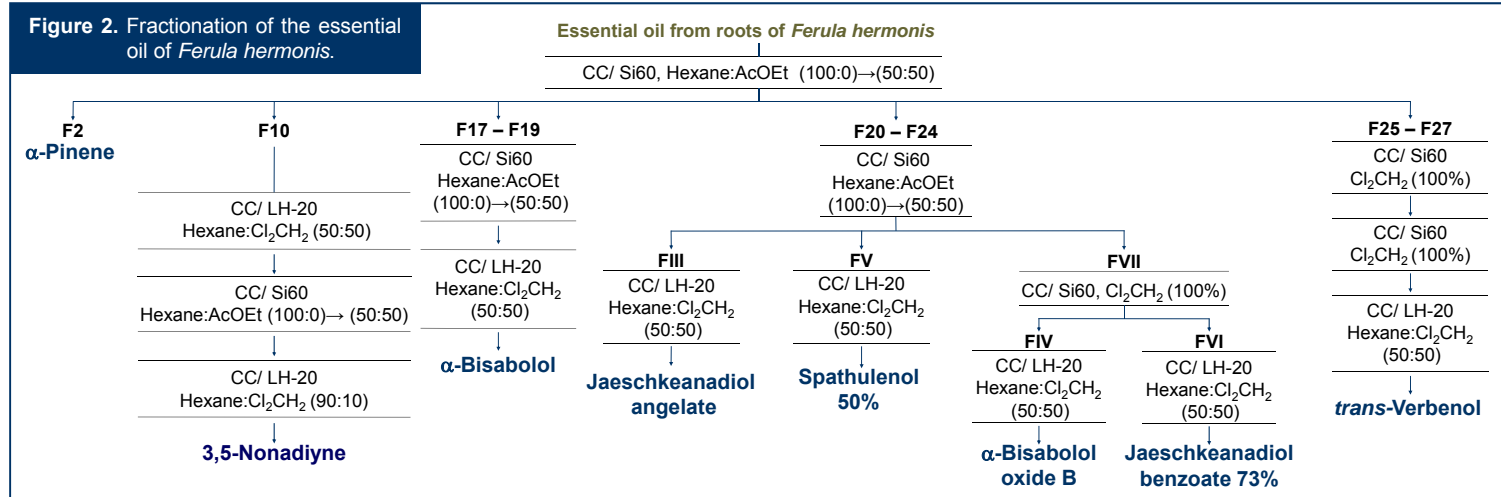 Figure 2. Fractionation of the essential
oil of Ferula hermonis.
Essential oil from roots of Ferula hermonis
CC/ Si60, Hexane:AcOEt (100:0)→(50:50)
F2
α-Pinene
F10
CC/ LH-20
Hexane:Cl₂CH₂ (50:50)
CC/ Si60
Hexane:AcOEt (100:0)→ (50:50)
CC/ LH-20
Hexane:Cl₂CH₂ (90:10)
3,5-Nonadiyne
F17 – F19
CC/ Si60
Hexane:AcOEt
(100:0)→(50:50)
CC/ LH-20
Hexane:Cl₂CH₂
(50:50)
α-Bisabolol
F20 – F24
CC/ Si60
Hexane:AcOEt
(100:0)→(50:50)
FIII
CC/ LH-20
Hexane:Cl₂CH₂
(50:50)
Jaeschkeanadiol
angelate
FV
CC/ LH-20
Hexane:Cl₂CH₂
(50:50)
Spathulenol
50%
FVII
CC/ Si60, Cl₂CH₂ (100%)
FIV
CC/ LH-20
Hexane:Cl₂CH₂
(50:50)
α-Bisabolol
oxide B
FVI
CC/ LH-20
Hexane:Cl₂CH₂
(50:50)
Jaeschkeanadiol
benzoate 73%
F25 – F27
CC/ Si60
Cl₂CH₂ (100%)
CC/ Si60
Cl₂CH₂ (100%)
CC/ LH-20
Hexane:Cl₂CH₂
(50:50)
trans-Verbenol